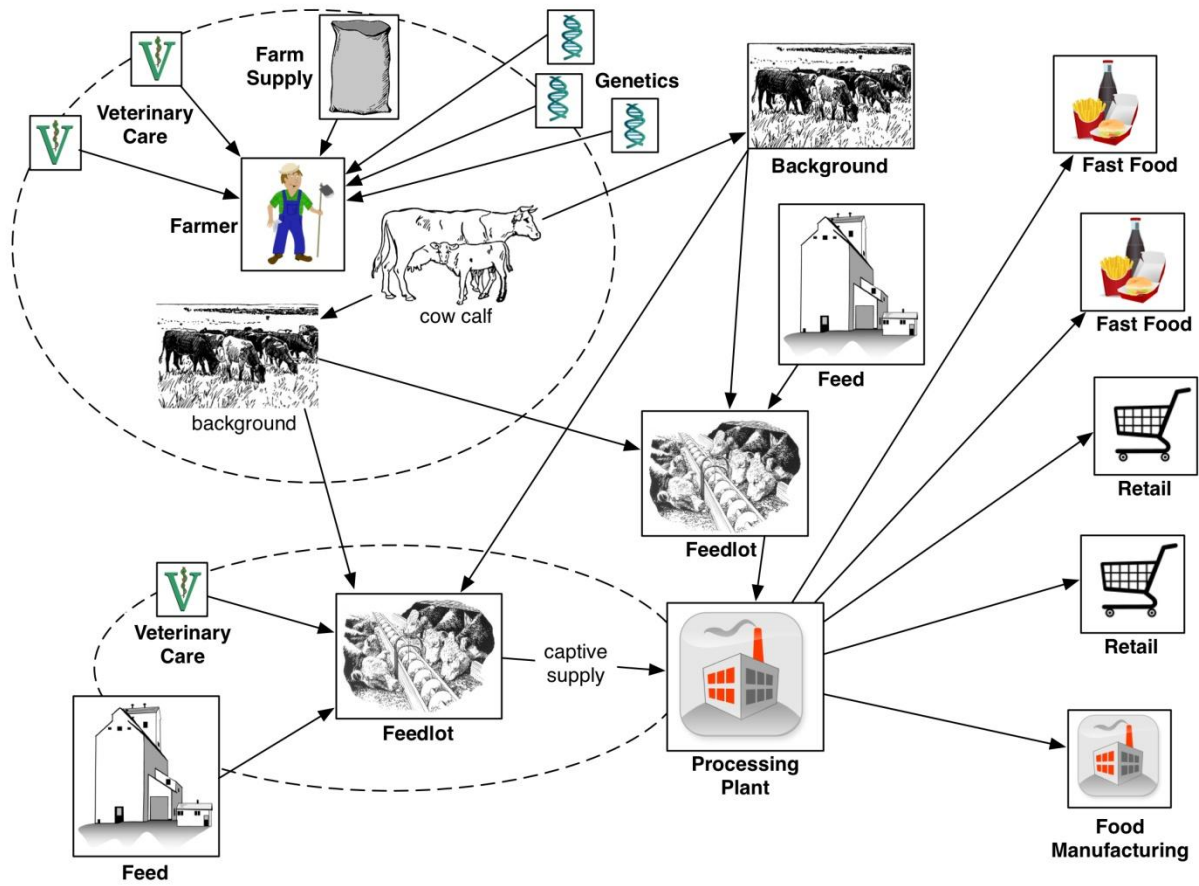 Farm
Supply
Genetics
Veterinary
Care
Farmer
cow calf
background
Background
Feed
Feedlot
Fast Food
Fast Food
Retail
Retail
Veterinary
Care
captive
supply
Feedlot
Feed
Processing
Plant
Food
Manufacturing